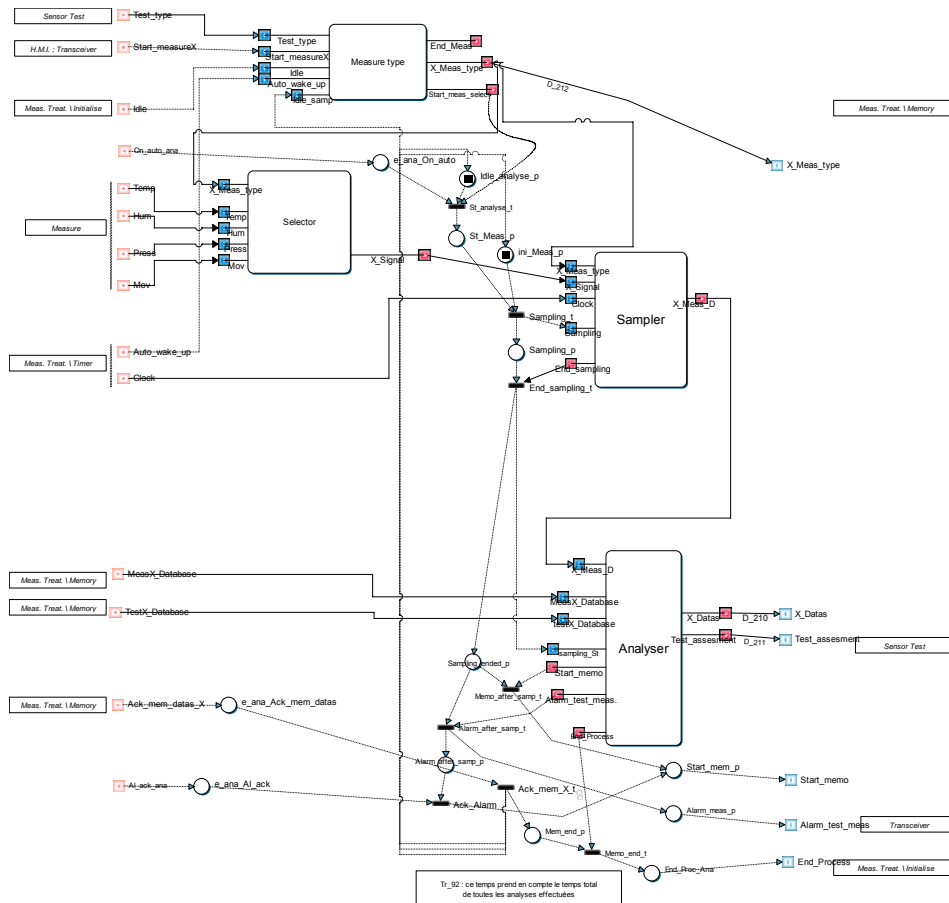 Sensor Test
Test_type
Test_type
End_Meas
H.M.I. ; Transceiver
Start_measureX
Start_measureX
Measure type
X_Meas_type
Idle
Auto_wake_up
Idle_samp
Start_meas_select
D_212
Meas. Treat. \ Initialise
Idle
Meas. Treat. \ Memory
On_auto_ana
e_ana_On_auto
X_Meas_type
Idle_analyse_p
Temp
X_Meas_type
St_analyse_t
Hum
Temp
Measure
Selector
Hum
St_Meas_p
Press
Press
ini_Meas_p
Mov
X_Signal
X_Meas_type
Mov
X_Signal
Clock
X_Meas_D
Sampling_t
Sampling
Sampler
Auto_wake_up
Sampling_p
Meas. Treat. \ Timer
End_sampling
Clock
End_sampling_t
X_Meas_D
MeasX_Database
Meas. Treat. \ Memory
MeasX_Database
TestX_Database
Meas. Treat. \ Memory
testX_Database
X_Datas
D_210
X_Datas
Test_assesment
D_211
Test_assesment
Sensor Test
Analyser
sampling_St
Sampling_ended_p
Start_memo
Memo_after_samp_t
Alarm_test_meas.
Meas. Treat. \ Memory
Ack_mem_datas_X
e_ana_Ack_mem_datas
Alarm_after_samp_t
End_Process
Alarm_after_samp_p
Start_mem_p
Start_memo
Al_ack_ana
e_ana_Al_ack
Ack_mem_X_t
Ack_Alarm
Alarm_meas_p
Alarm_test_meas
Transceiver
Mem_end_p
Memo_end_t
End_Proc_Ana
End_Process
Meas. Treat. \ Initialise
Tr_92 : ce temps prend en compte le temps total
de toutes les analyses effectuées